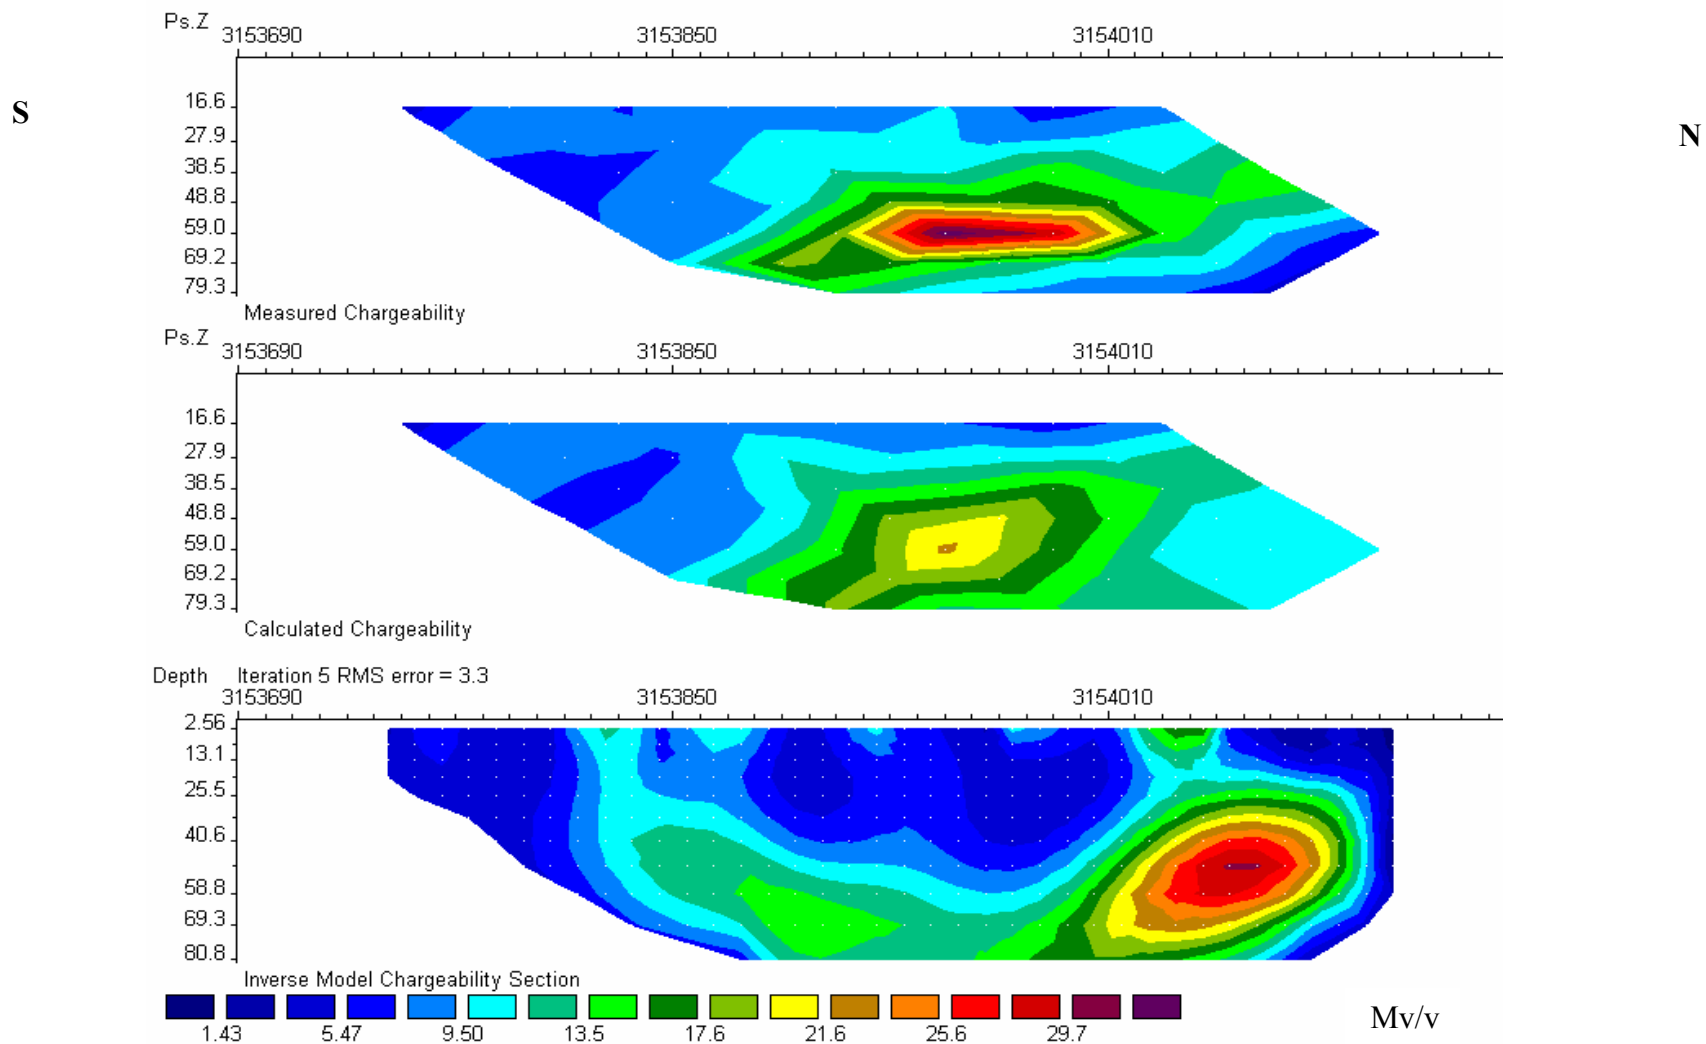 Ps.Z
3153690 3153850 3154010
S
N
16.6
27.9
38.5
48.8
59.0
69.2
79.3
Measured Chargeability
Ps.Z
3153690 3153850 3154010
16.6
27.9
38.5
48.8
59.0
69.2
79.3
Calculated Chargeability
Depth Iteration 5 RMS error = 3.3
3153690 3153850 3154010
2.56
13.1
25.5
40.6
58.8
69.3
80.8
Inverse Model Chargeability Section
1.43 5.47 9.50 13.5 17.6 21.6 25.6 29.7
Mv/v